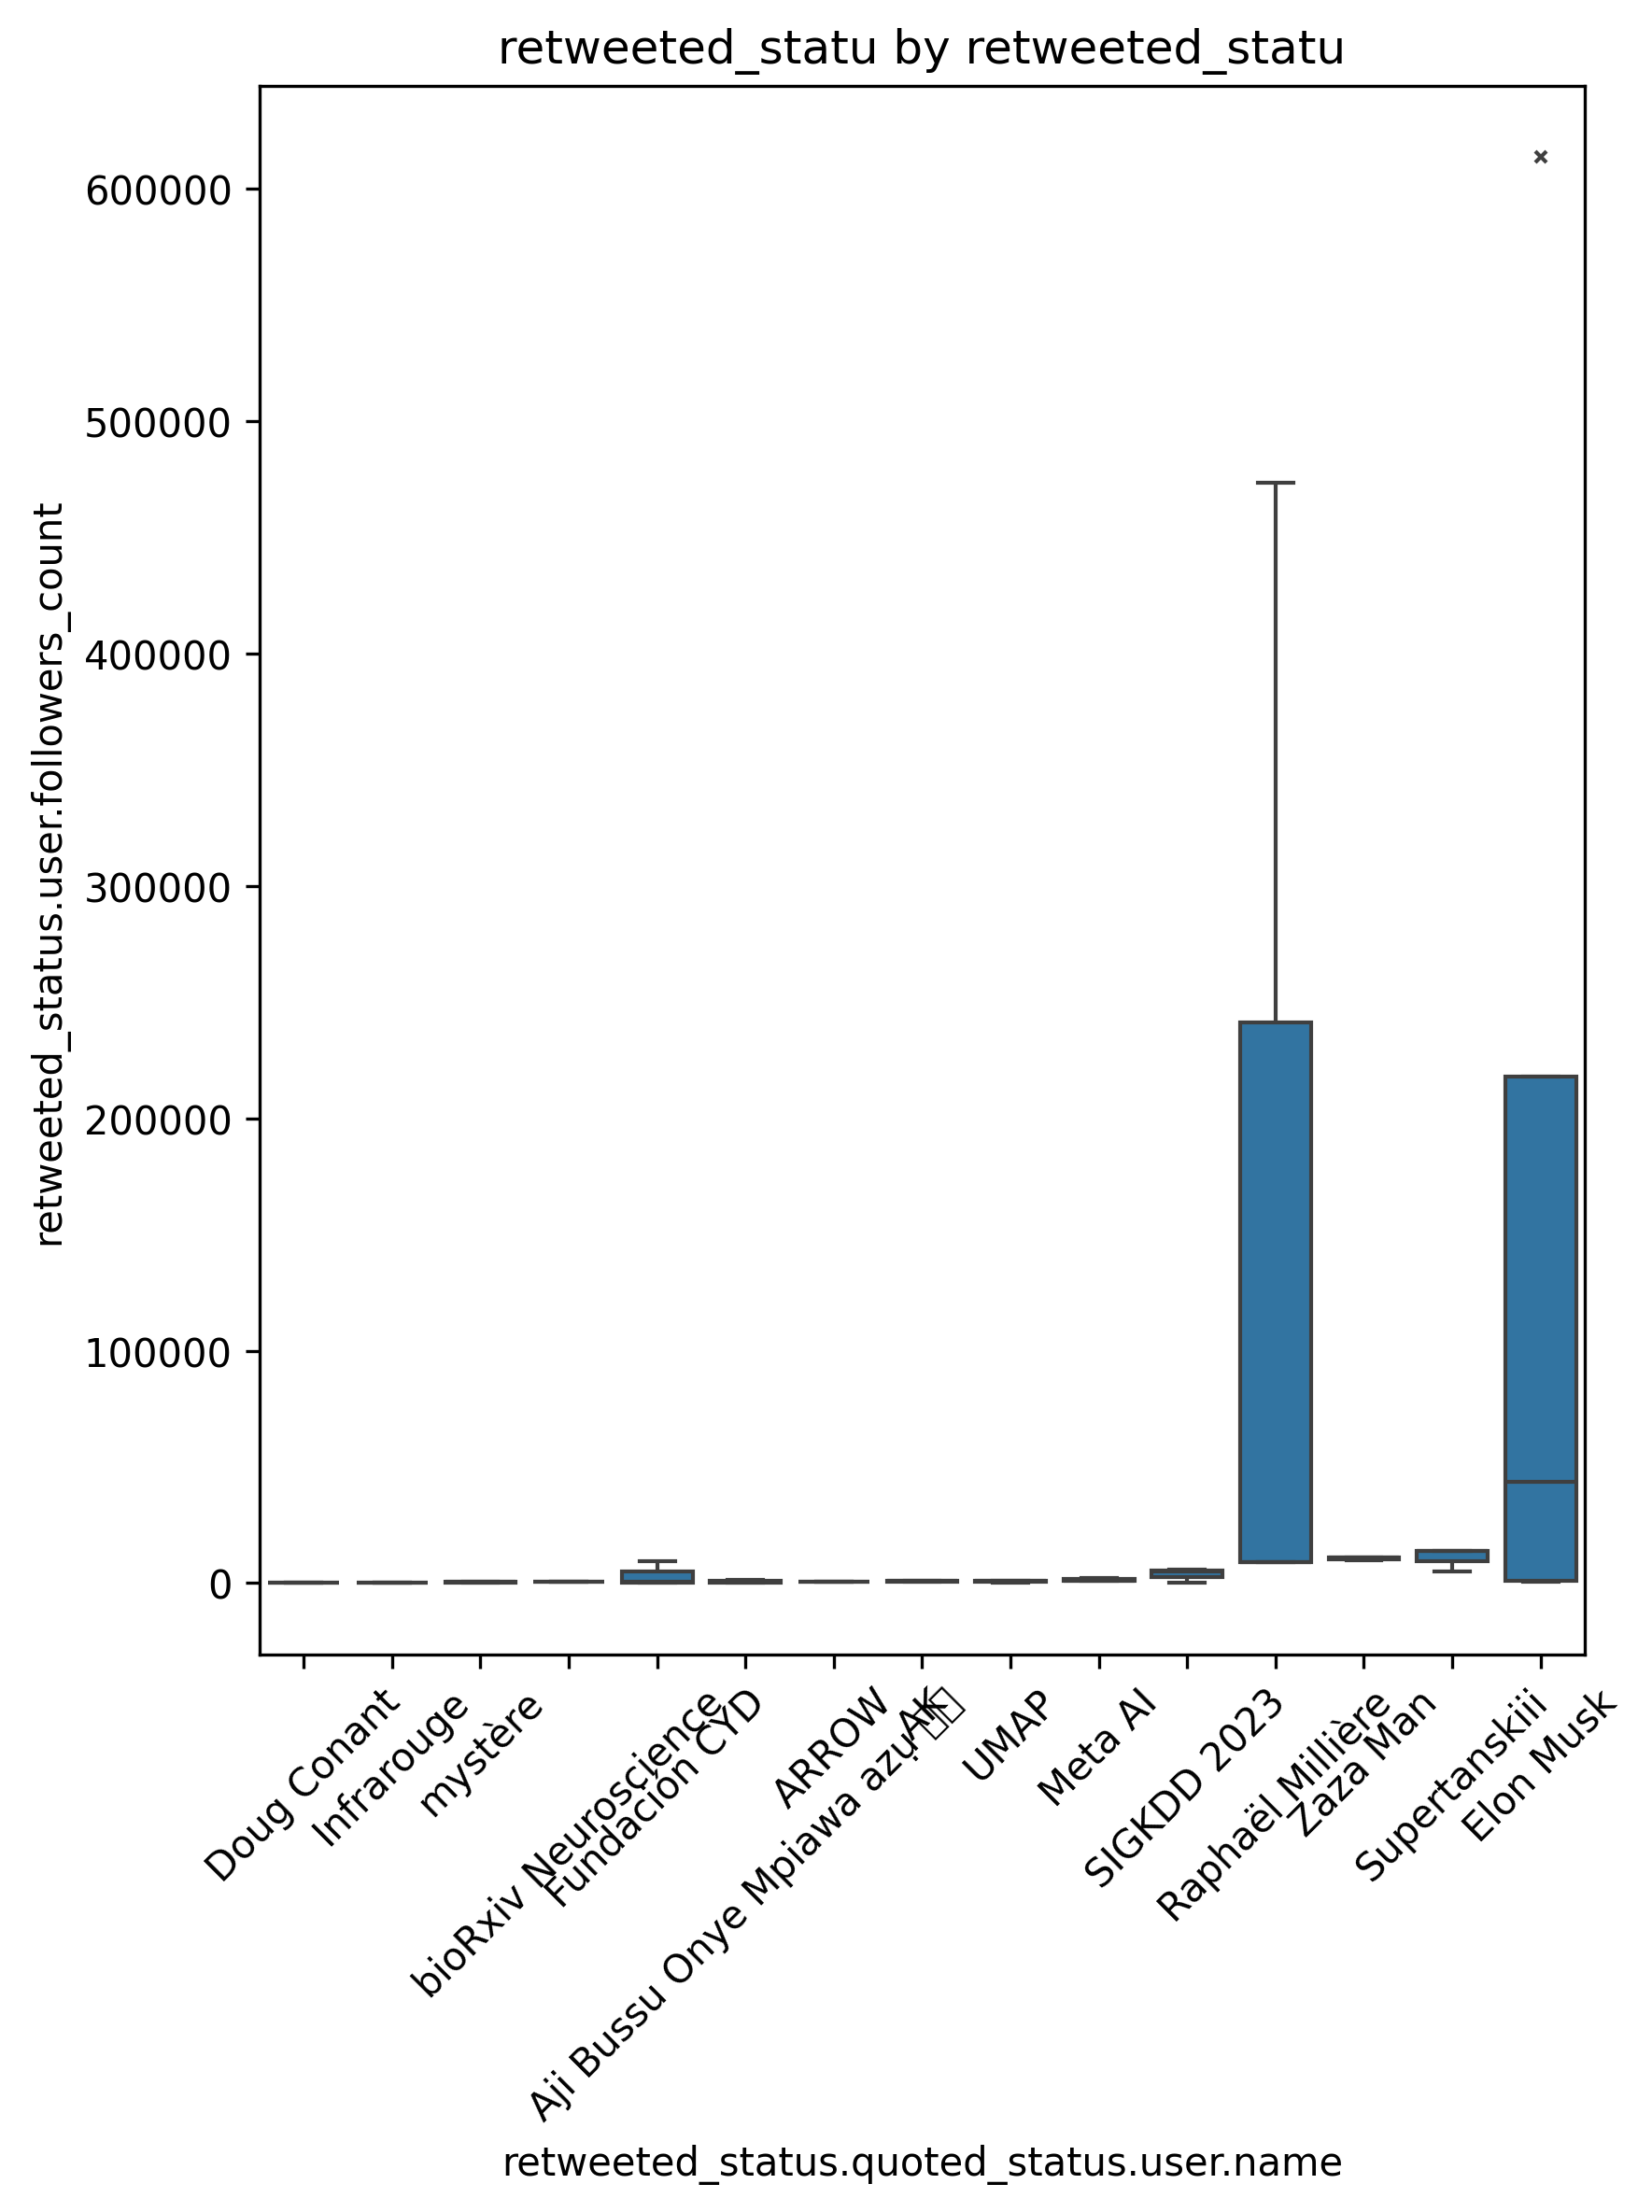 retweeted_statu by retweeted_statu
retweeted_status.user.followers_count
600000
500000
400000
300000
200000
100000
0
Doug Conant
Infrarouge
mystère
bioRxiv Neuroscience
Fundación CYD
ARROW
Aji Bussu Onye Mpiawa azụ
AK
UMAP
Meta AI
SIGKDD 2023
Raphaël Millière
Zaza Man
Supertanskiii
Elon Musk
retweeted_status.quoted_status.user.name